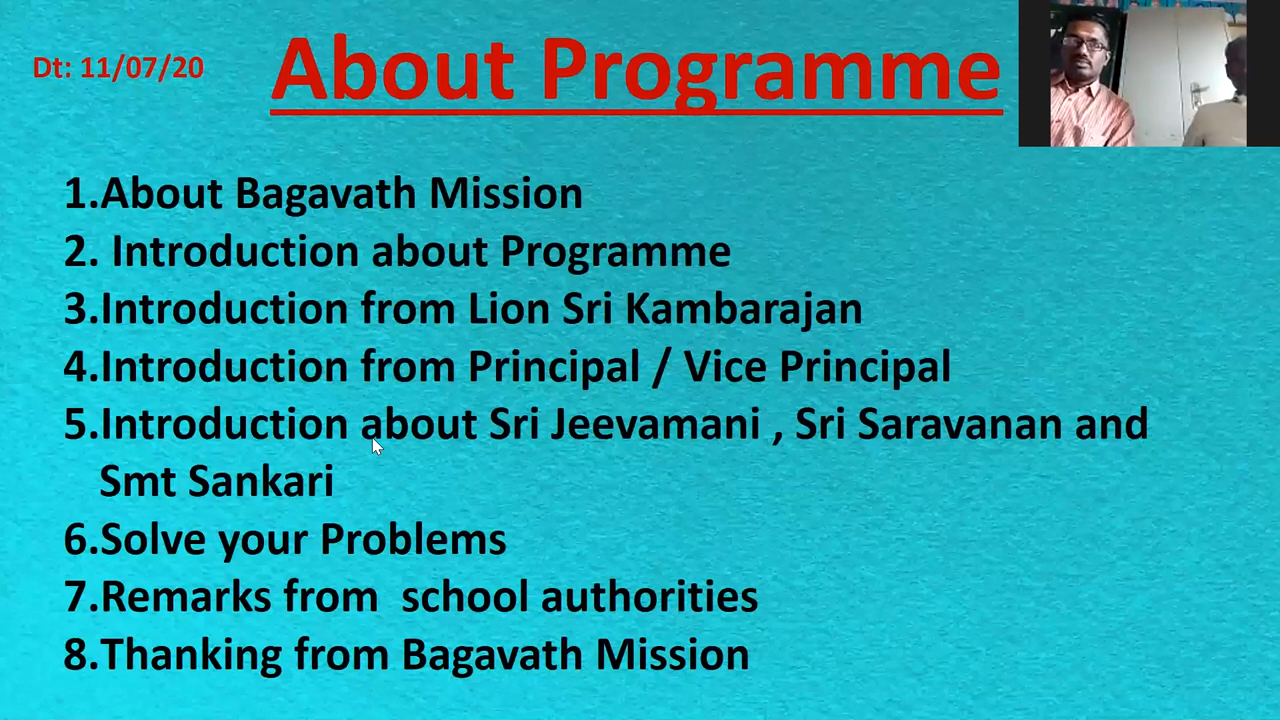 Dt: 11/07/20
About Programme
1.About Bagavath Mission
2. Introduction about Programme
3.Introduction from Lion Sri Kambarajan
4.Introduction from Principal / Vice Principal
5.Introduction about Sri Jeevamani , Sri Saravanan and
Smt Sankari
6.Solve your Problems
7.Remarks from  school authorities
8.Thanking from Bagavath Mission